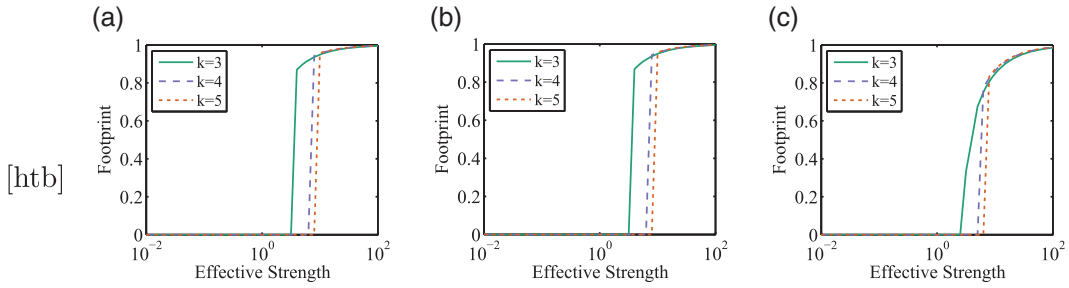 [htb]
(a)
1
0.8
0.6
0.4
0.2
0
Footprint
k=3
k=4
k=5
10^-2
10^0
10^2
Effective Strength
(b)
1
0.8
0.6
0.4
0.2
0
Footprint
k=3
k=4
k=5
10^-2
10^0
10^2
Effective Strength
(c)
1
0.8
0.6
0.4
0.2
0
Footprint
k=3
k=4
k=5
10^-2
10^0
10^2
Effective Strength